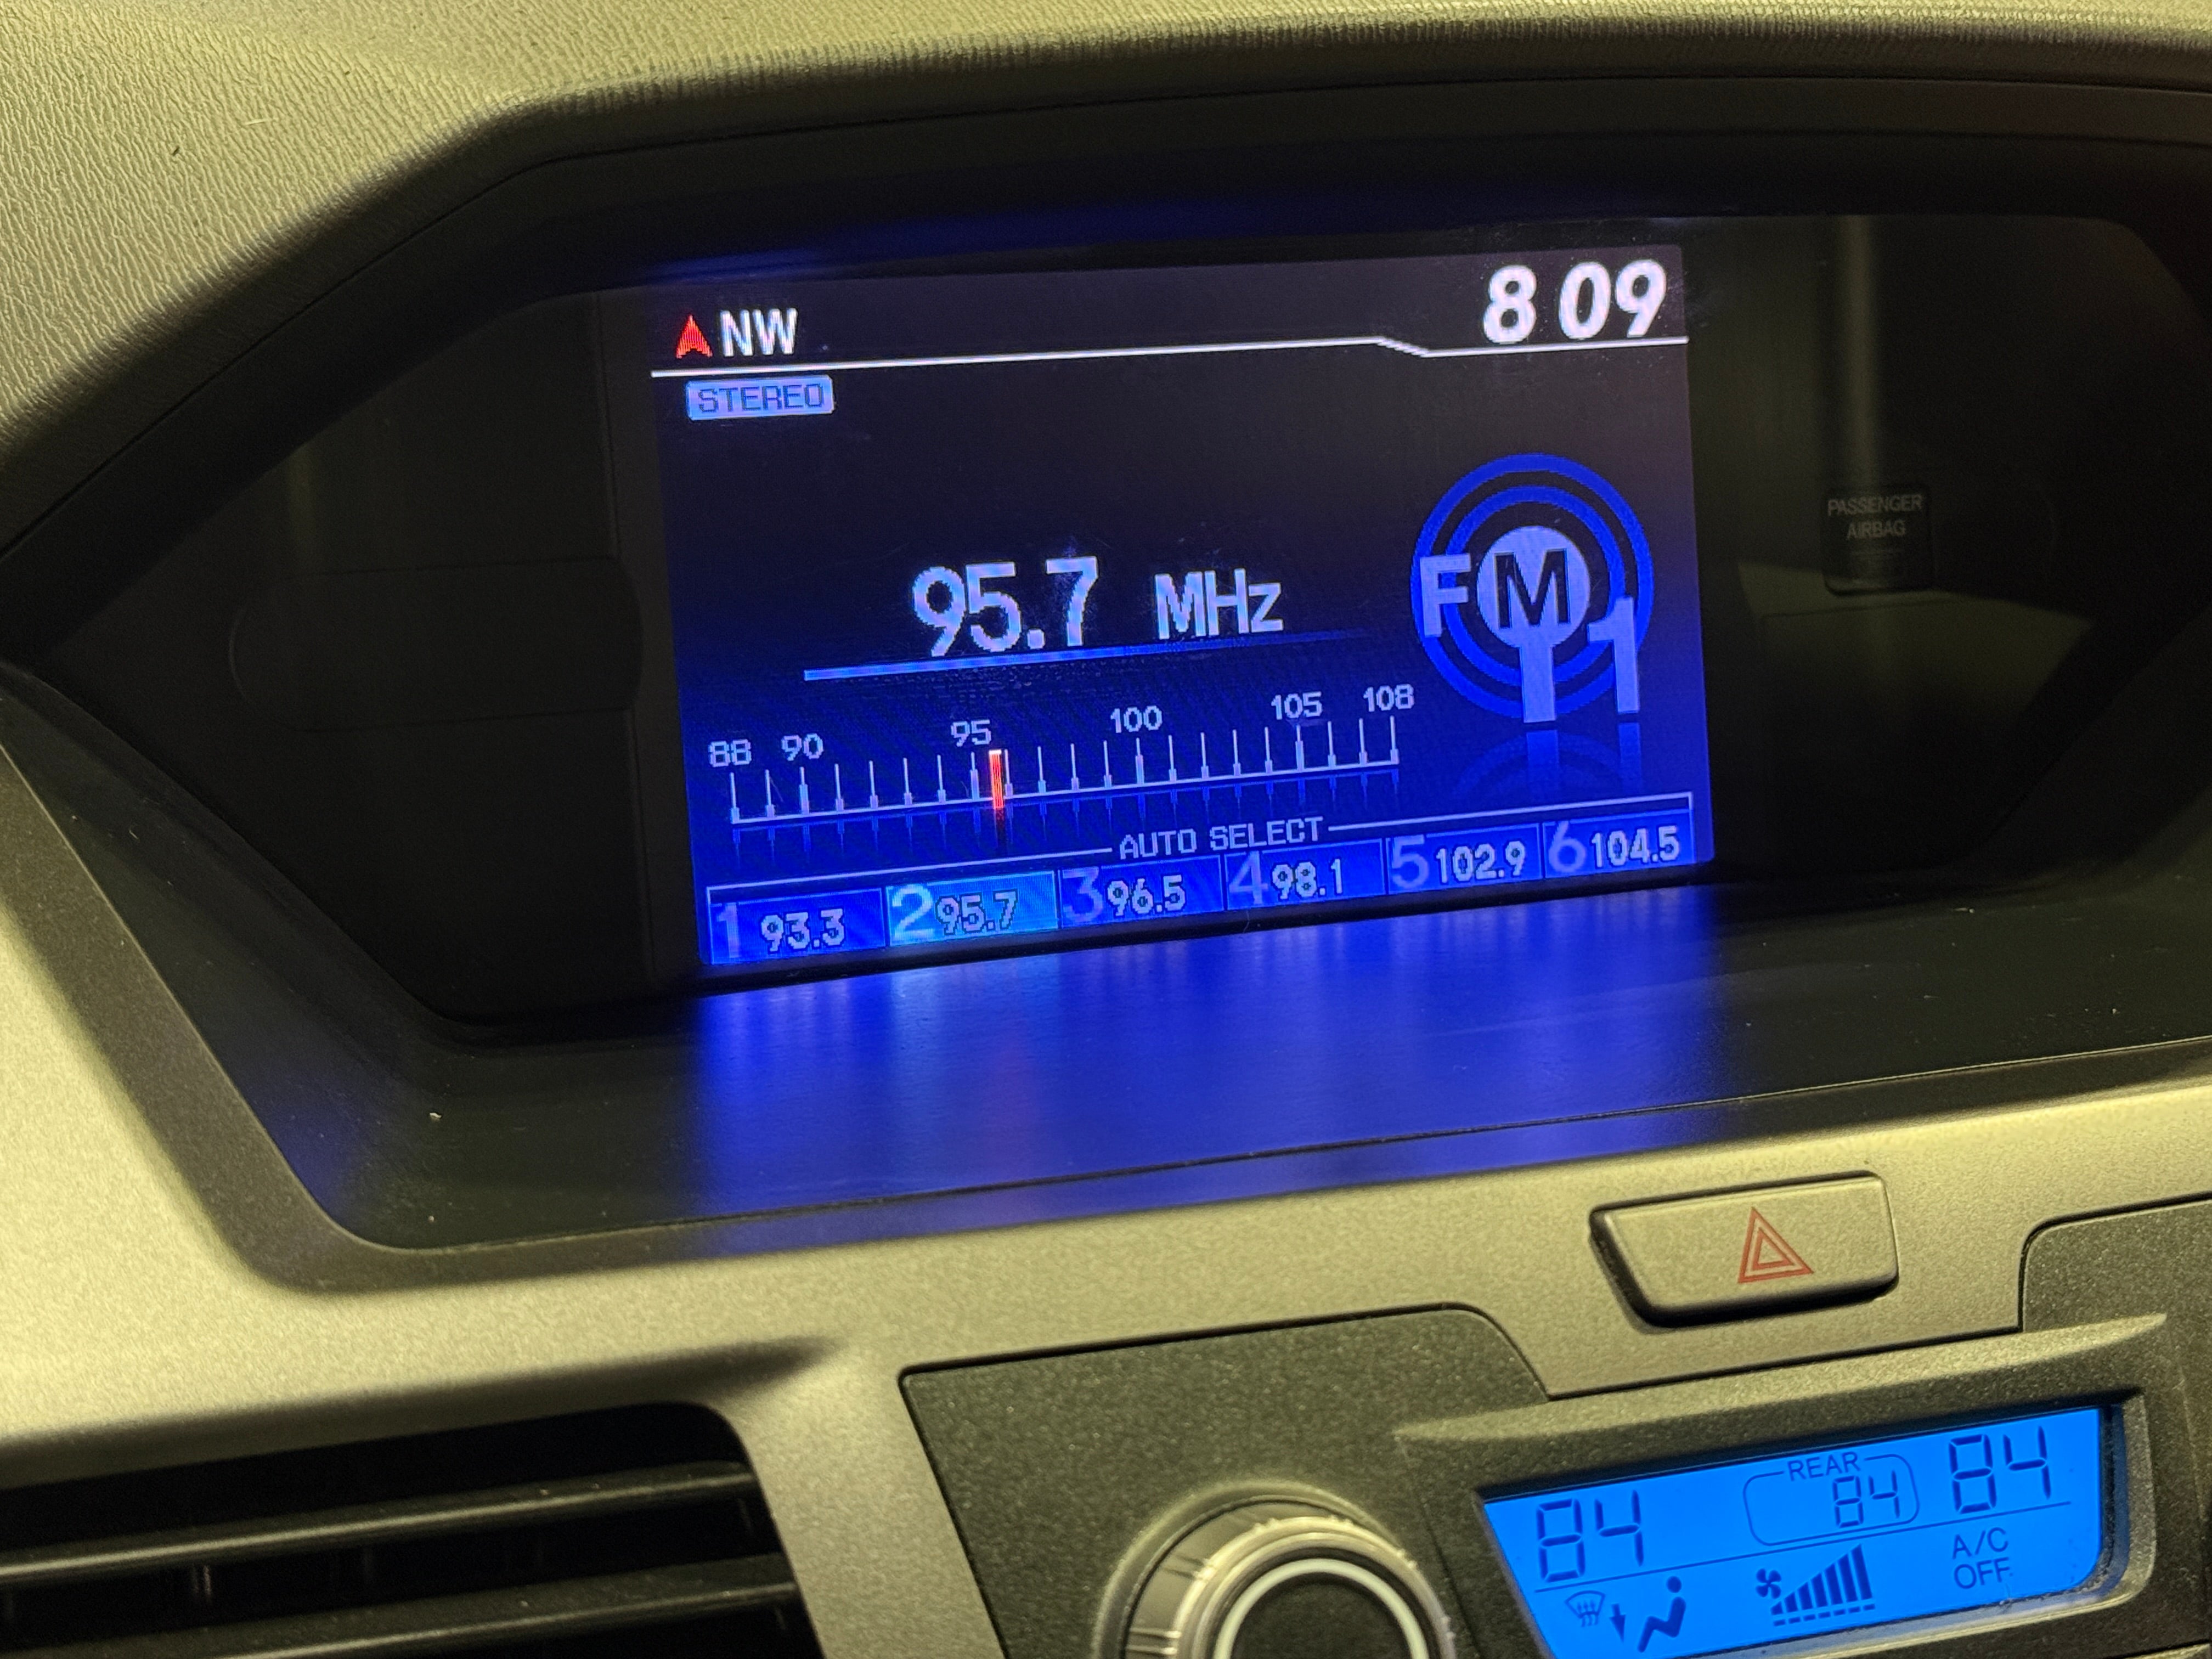 NW
8 09
STEREO
95.7 MHz
FM 1
88 90 95 100 105 108
AUTO SELECT
1 93.3 2 95.7 3 96.5 4 98.1 5 102.9 6 104.5
PASSENGER
AIRBAG
84 REAR 84 84
A/C
OFF